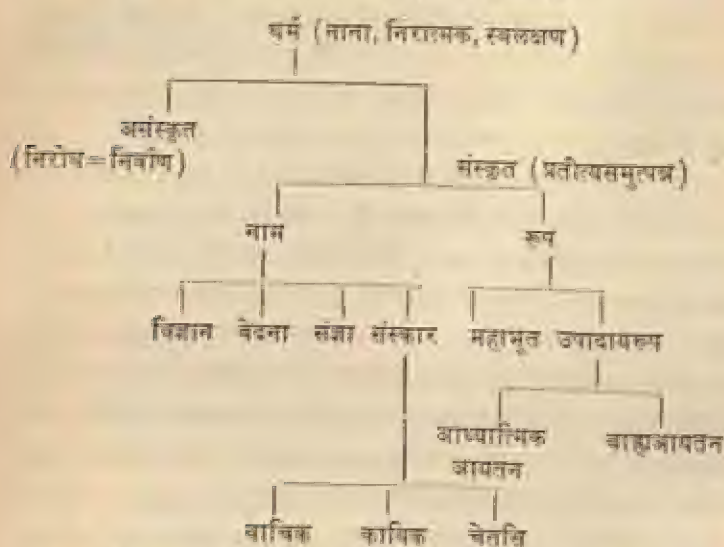 धर्म (नाना, निरात्मक, स्वलक्षण)
असंस्कृत
(निरोध=निर्वाण)
संस्कृत (प्रतीत्यसमुत्पन्न)
नाम रूप
विज्ञान वेदना संज्ञा संस्कार महाभूत उपादायरूप
आध्यात्मिक बाह्यआयतन
आयतन
वाचिक कायिक चेतसि